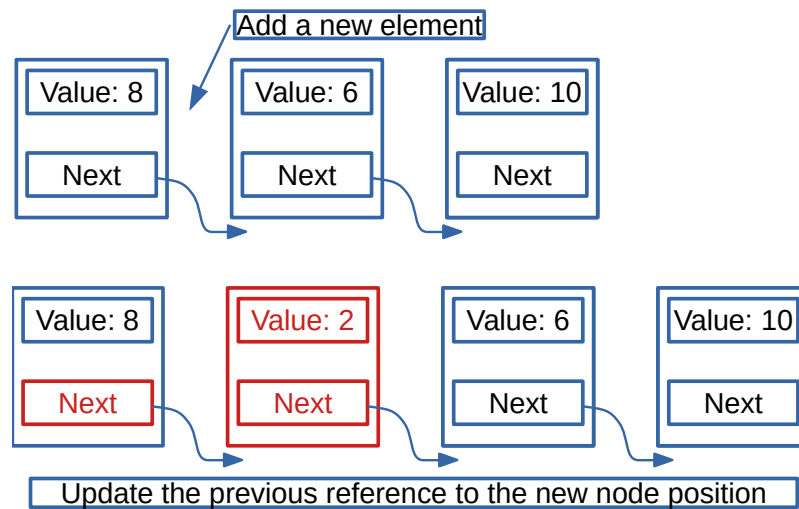 Add a new element
Value: 8
Value: 6
Value: 10
Next
Next
Next
Value: 8
Value: 2
Value: 6
Value: 10
Next
Next
Next
Next
Update the previous reference to the new node position